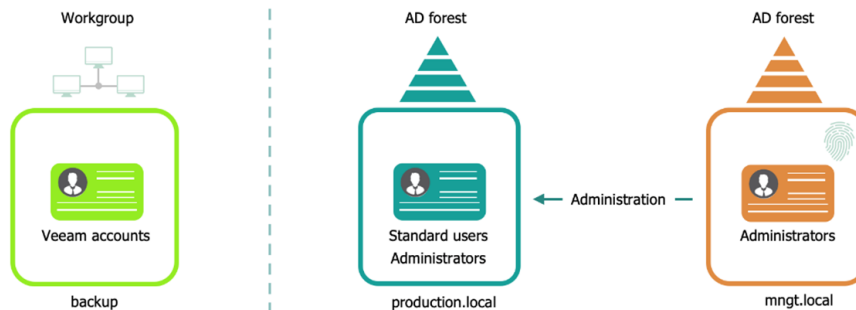 Workgroup
AD forest
AD forest
Veeam accounts
Standard users
Administrators
Administration
Administrators
backup
production.local
mngt.local